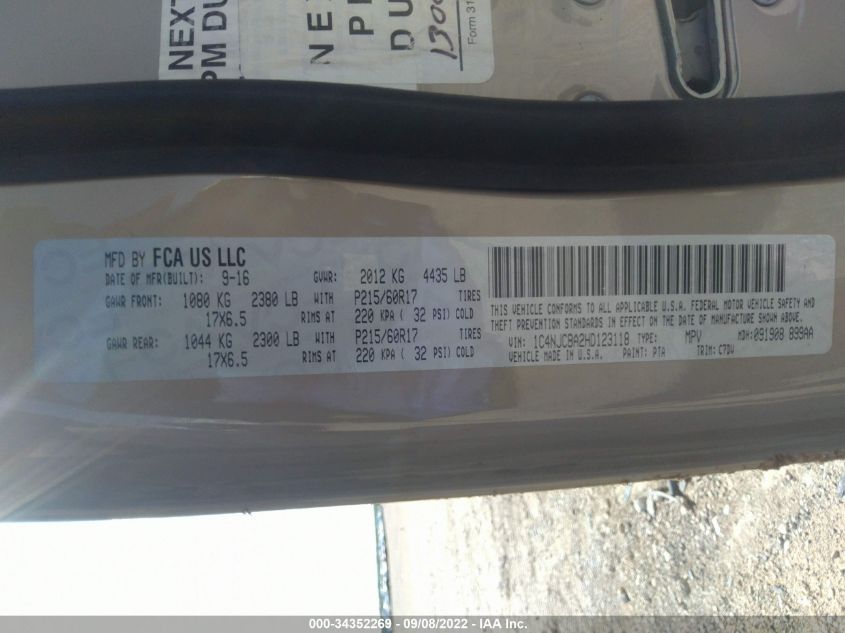 NEXT
PM DU
NEX
PI
DU
1300
Form 31
MFD BY FCA US LLC
DATE OF MFR(BUILT): 9-16 GVWR: 2012 KG 4435 LB
GAWR FRONT: 1080 KG 2380 LB WITH P215/60R17 TIRES
17X6.5 RIMS AT 220 KPA ( 32 PSI) COLD
GAWR REAR: 1044 KG 2300 LB WITH P215/60R17 TIRES
17X6.5 RIMS AT 220 KPA ( 32 PSI) COLD
THIS VEHICLE CONFORMS TO ALL APPLICABLE U.S.A. FEDERAL MOTOR VEHICLE SAFETY AND
THEFT PREVENTION STANDARDS IN EFFECT ON THE DATE OF MANUFACTURE SHOWN ABOVE.
VIN: 1C4NJCBA2HD123118 TYPE: MPV MDH:091908 899AA
VEHICLE MADE IN U.S.A. PAINT: PTA TRIM: C7DV
000-34352269 - 09/08/2022 - IAA Inc.